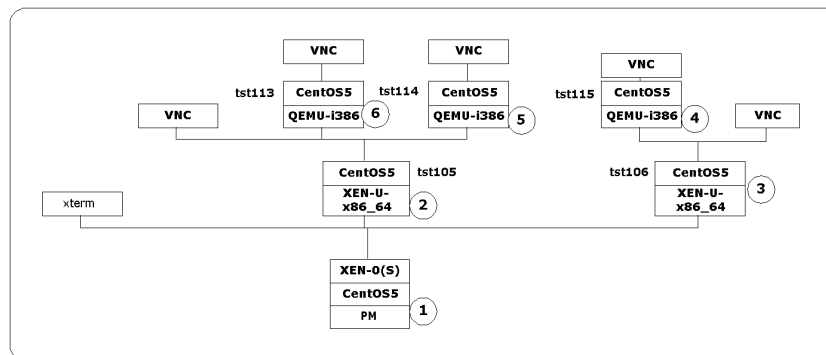 VNC
VNC
VNC
tst113
CentOS5
tst114
CentOS5
tst115
CentOS5
VNC
QEMU-i386
6
QEMU-i386
5
QEMU-i386
4
VNC
CentOS5
tst105
tst106
CentOS5
XEN-U-
x86_64
2
XEN-U-
x86_64
3
xterm
XEN-0(S)
CentOS5
PM
1